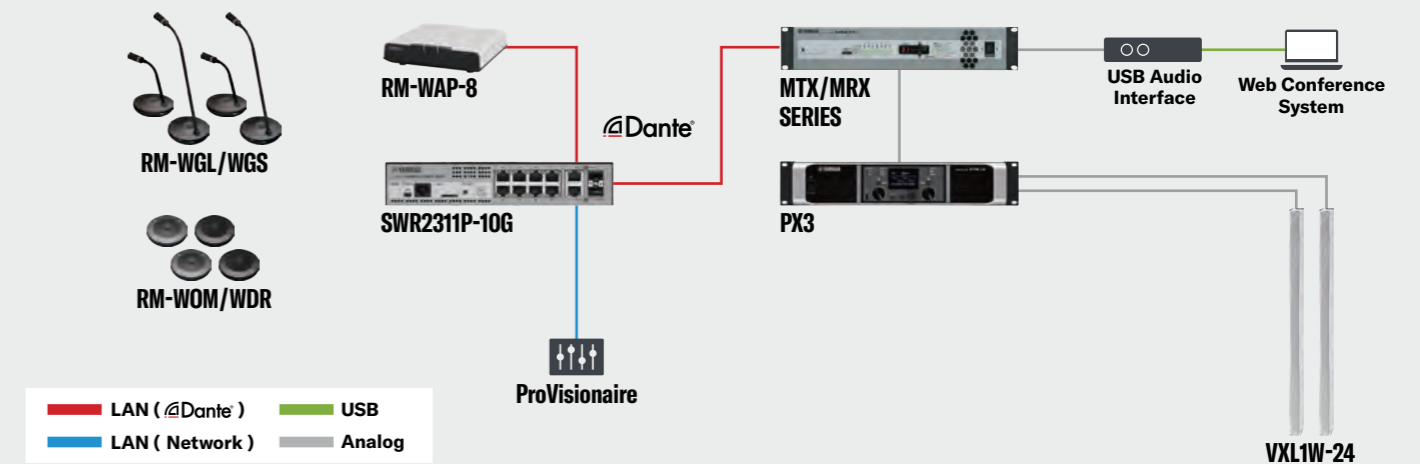 RM-WGL/WGS
RM-WOM/WDR
RM-WAP-8
SWR2311P-10G
ProVisionaire
Dante®
MTX/MRX
SERIES
PX3
USB Audio
Interface
Web Conference
System
VXL1W-24
LAN ( Dante® )
USB
LAN ( Network )
Analog